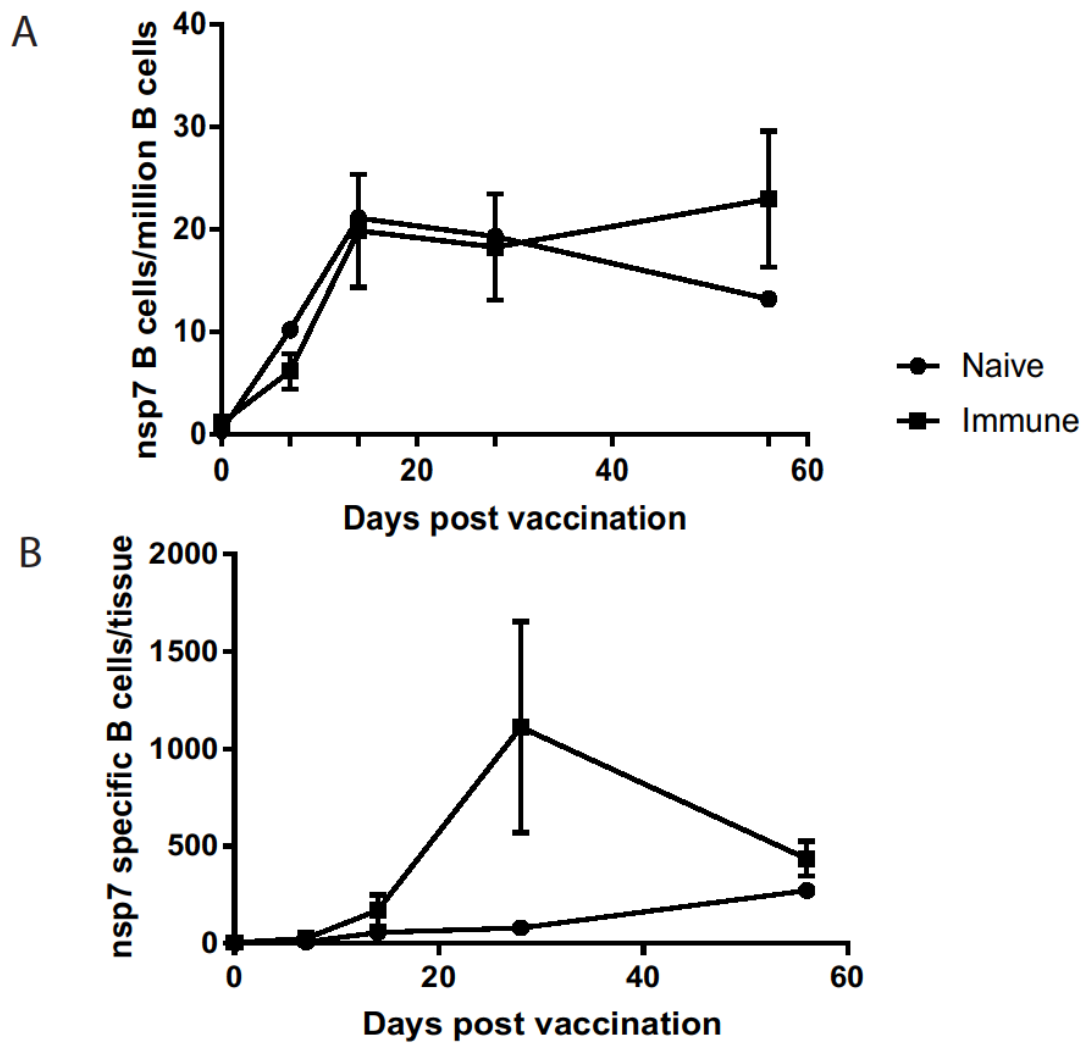 A
nsp7 B cells/million B cells
40
30
20
10
0
0 20 40 60
Days post vaccination
Naive
Immune
B
nsp7 specific B cells/tissue
2000
1500
1000
500
0
0 20 40 60
Days post vaccination